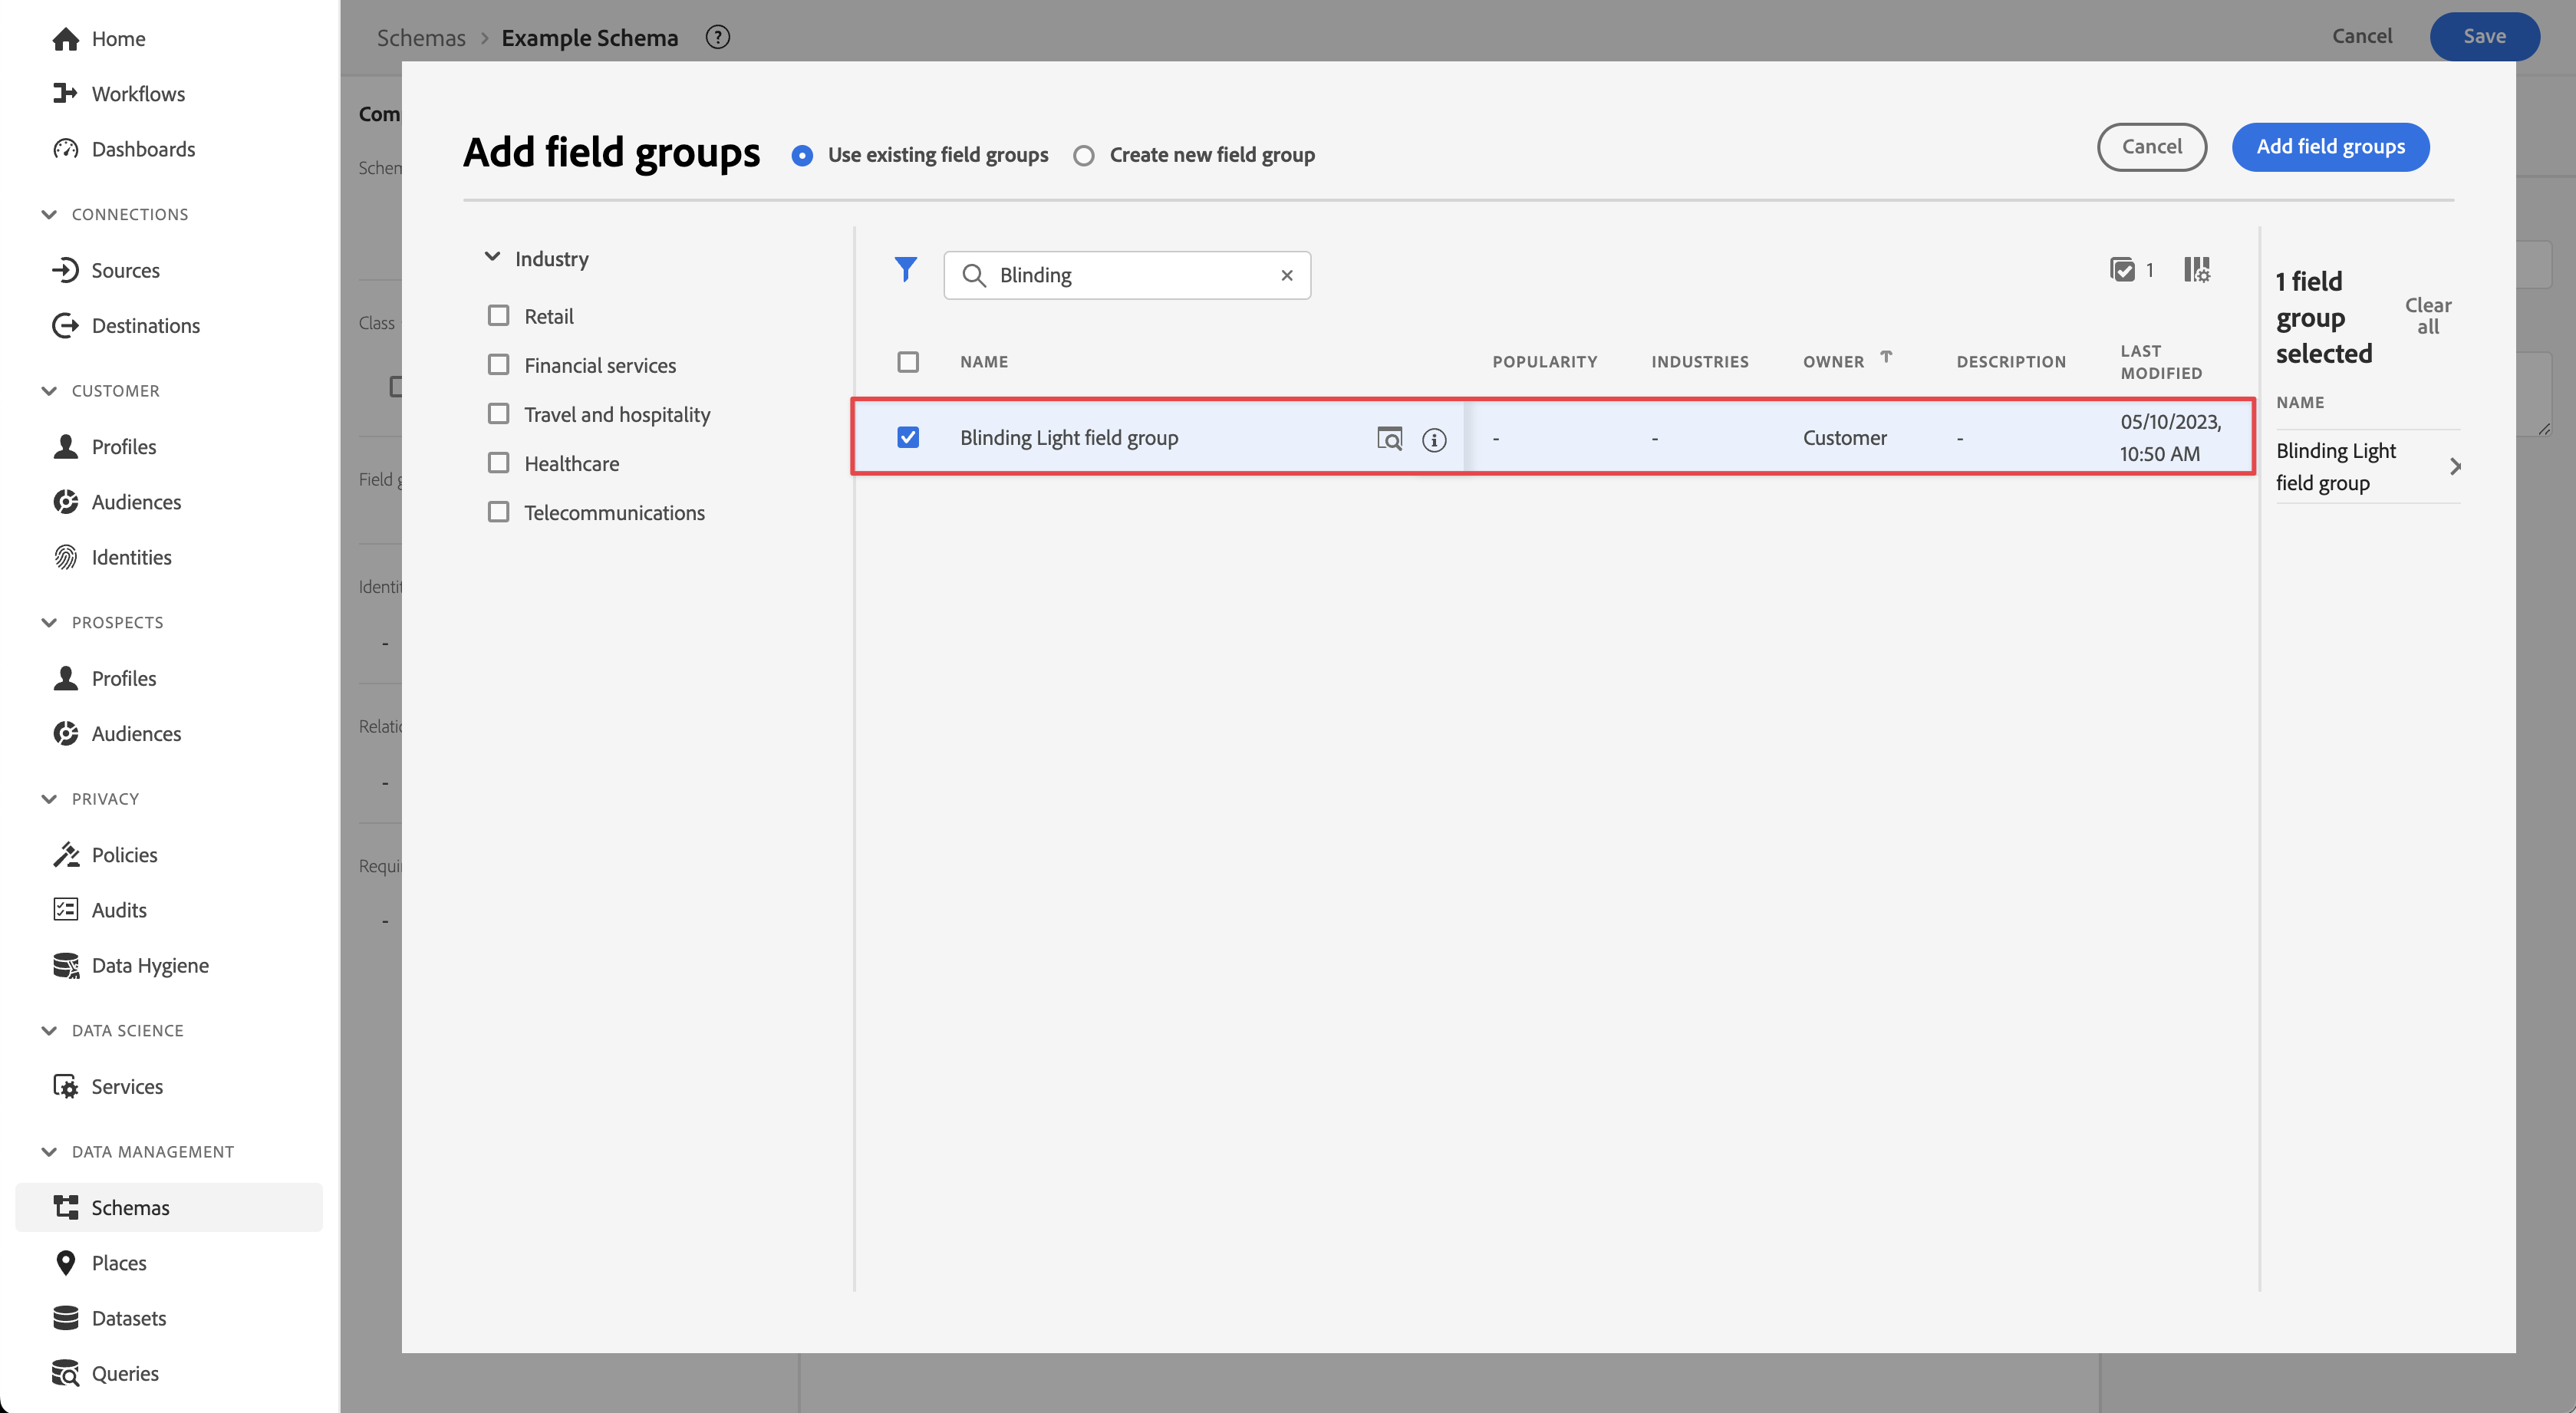 Home
Workflows
Dashboards
CONNECTIONS
Sources
Destinations
CUSTOMER
Profiles
Audiences
Identities
PROSPECTS
Profiles
Audiences
PRIVACY
Policies
Audits
Data Hygiene
DATA SCIENCE
Services
DATA MANAGEMENT
Schemas
Places
Datasets
Queries
Schemas > Example Schema ?
Cancel
Save
Com
Schem
Class
Field g
Identit
-
Relatio
-
Requir
-
Add field groups
Use existing field groups
Create new field group
Cancel
Add field groups
Industry
Retail
Financial services
Travel and hospitality
Healthcare
Telecommunications
Blinding
1
NAME POPULARITY INDUSTRIES OWNER DESCRIPTION LAST
MODIFIED
Blinding Light field group - - Customer - 05/10/2023,
10:50 AM
1 field
group
selected
Clear
all
NAME
Blinding Light
field group